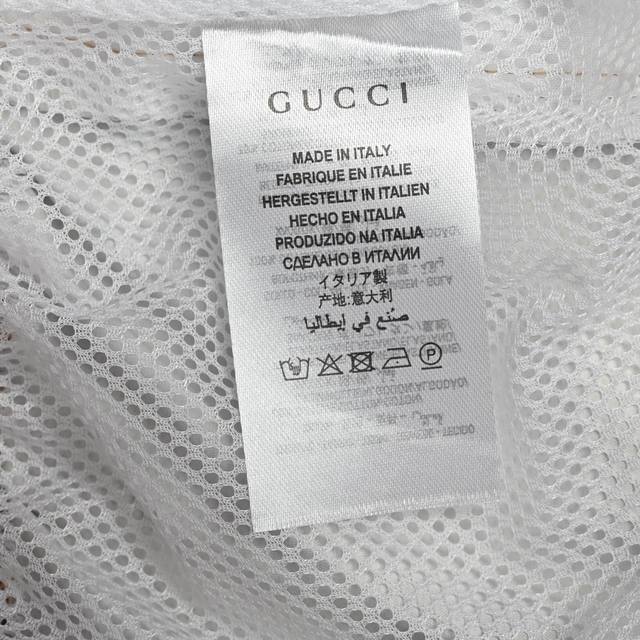 GUCCI
MADE IN ITALY
FABRIQUE EN ITALIE
HERGESTELLT IN ITALIEN
HECHO EN ITALIA
PRODUZIDO NA ITALIA
СДЕЛАНО В ИТАЛИИ
イタリア製
产地:意大利
صنع في إيطاليا
P